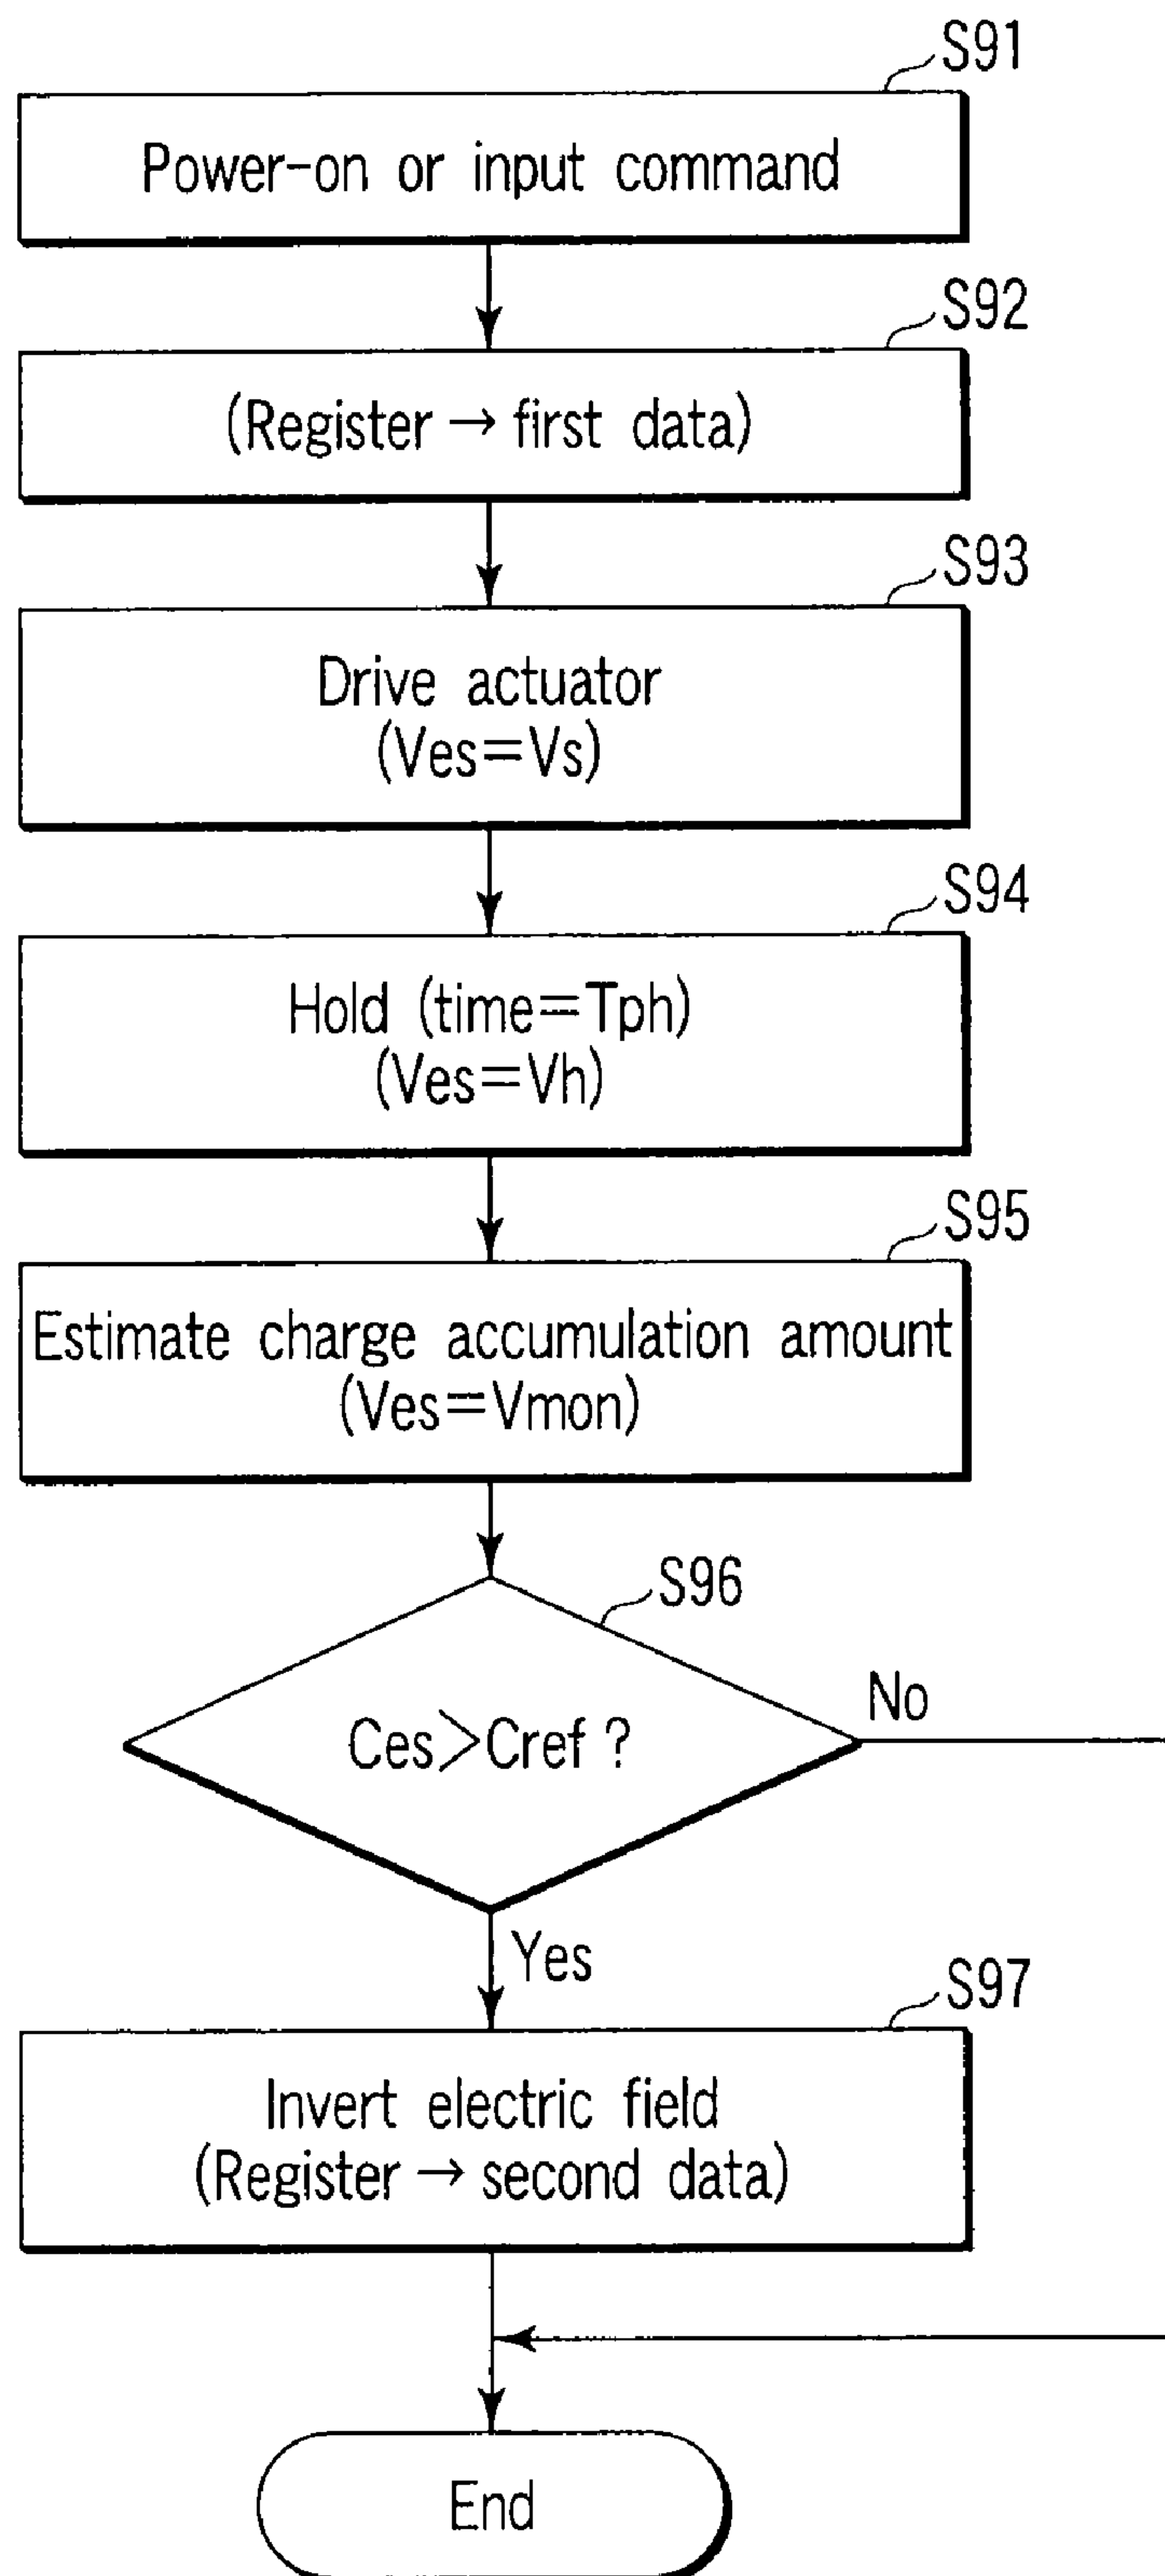 S91
Power-on or input command
S92
(Register → first data)
S93
Drive actuator
(Ves=Vs)
S94
Hold (time=Tph)
(Ves=Vh)
S95
Estimate charge accumulation amount
(Ves=Vmon)
S96
Ces>Cref ?
No
Yes
S97
Invert electric field
(Register → second data)
End